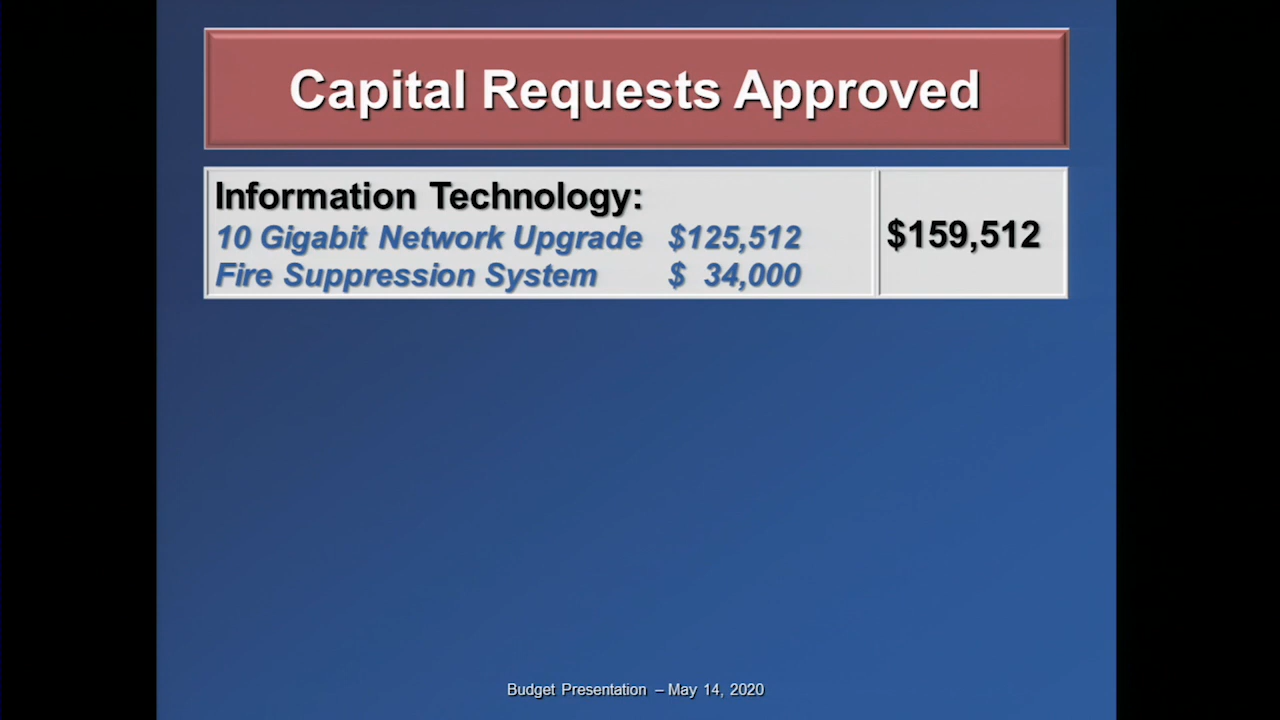 Capital Requests Approved
Information Technology:
10 Gigabit Network Upgrade $125,512
Fire Suppression System $ 34,000
$159,512
Budget Presentation – May 14, 2020